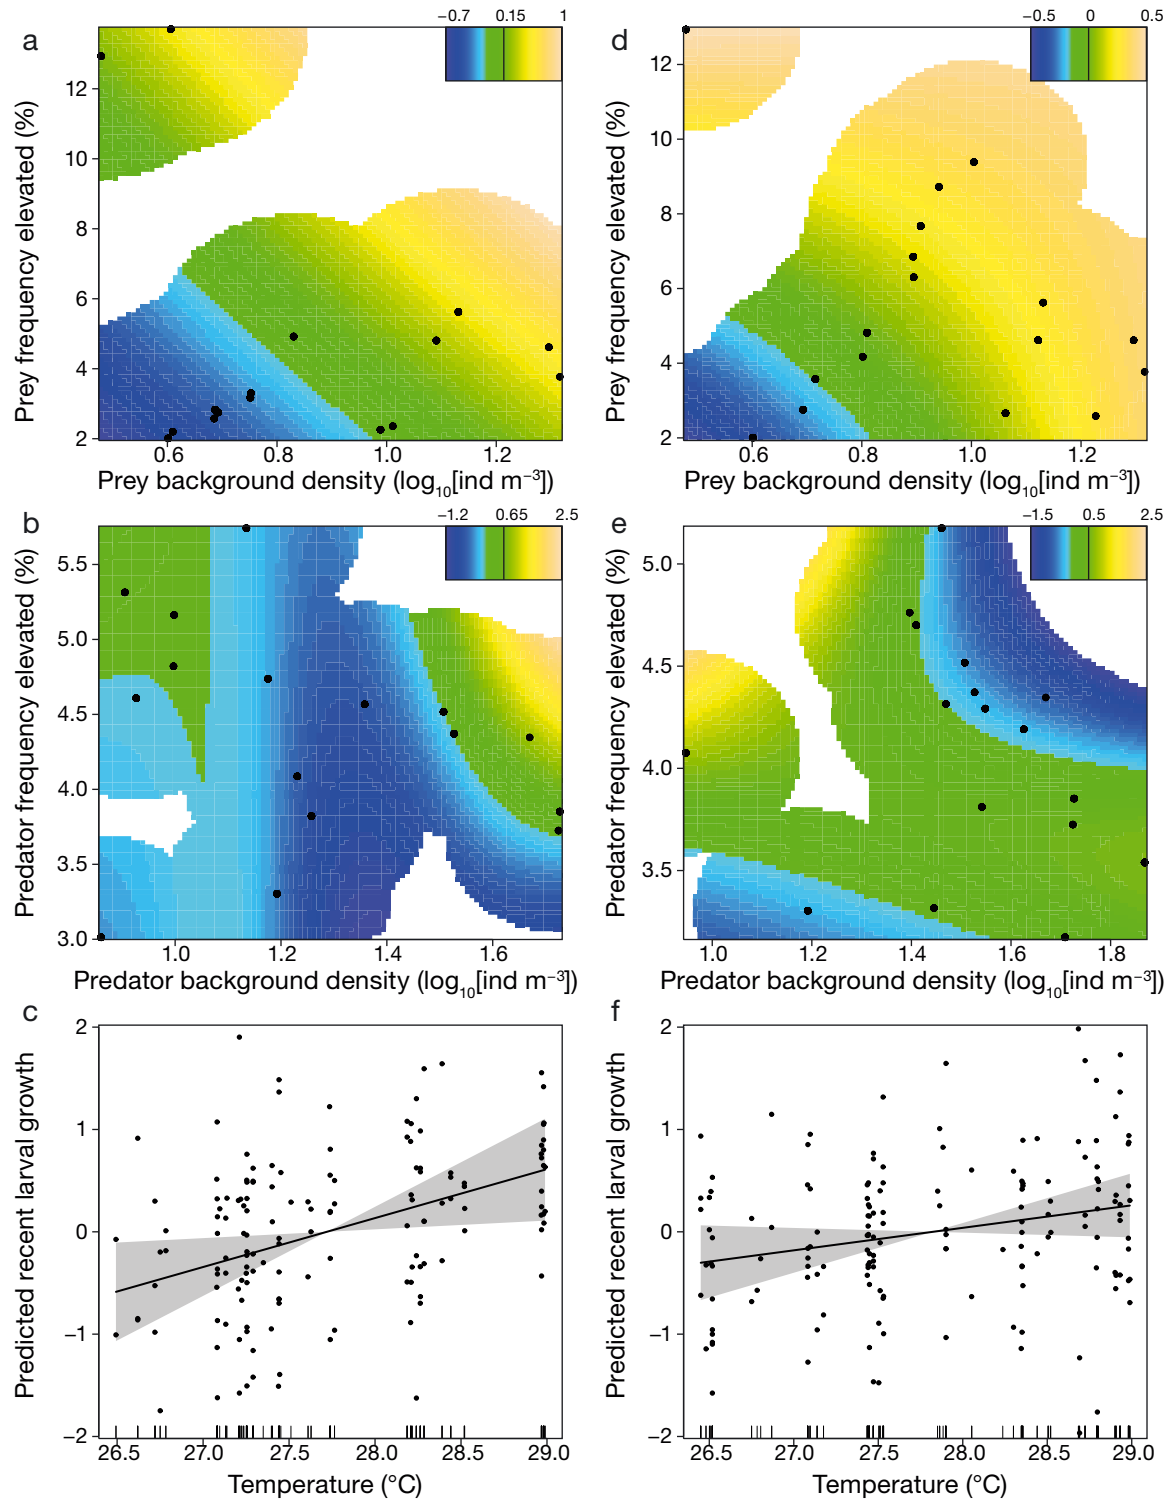 a
−0.7 0.15 1
Prey frequency elevated (%)
12
10
8
6
4
2
0.6 0.8 1.0 1.2
Prey background density (log10[ind m−3])
d
−0.5 0 0.5
Prey frequency elevated (%)
12
10
8
6
4
2
0.6 0.8 1.0 1.2
Prey background density (log10[ind m−3])
b
−1.2 0.65 2.5
Predator frequency elevated (%)
5.5
5.0
4.5
4.0
3.5
3.0
1.0 1.2 1.4 1.6
Predator background density (log10[ind m−3])
e
−1.5 0.5 2.5
Predator frequency elevated (%)
5.0
4.5
4.0
3.5
1.0 1.2 1.4 1.6 1.8
Predator background density (log10[ind m−3])
c
Predicted recent larval growth
2
1
0
−1
−2
26.5 27.0 27.5 28.0 28.5 29.0
Temperature (°C)
f
Predicted recent larval growth
2
1
0
−1
−2
26.5 27.0 27.5 28.0 28.5 29.0
Temperature (°C)